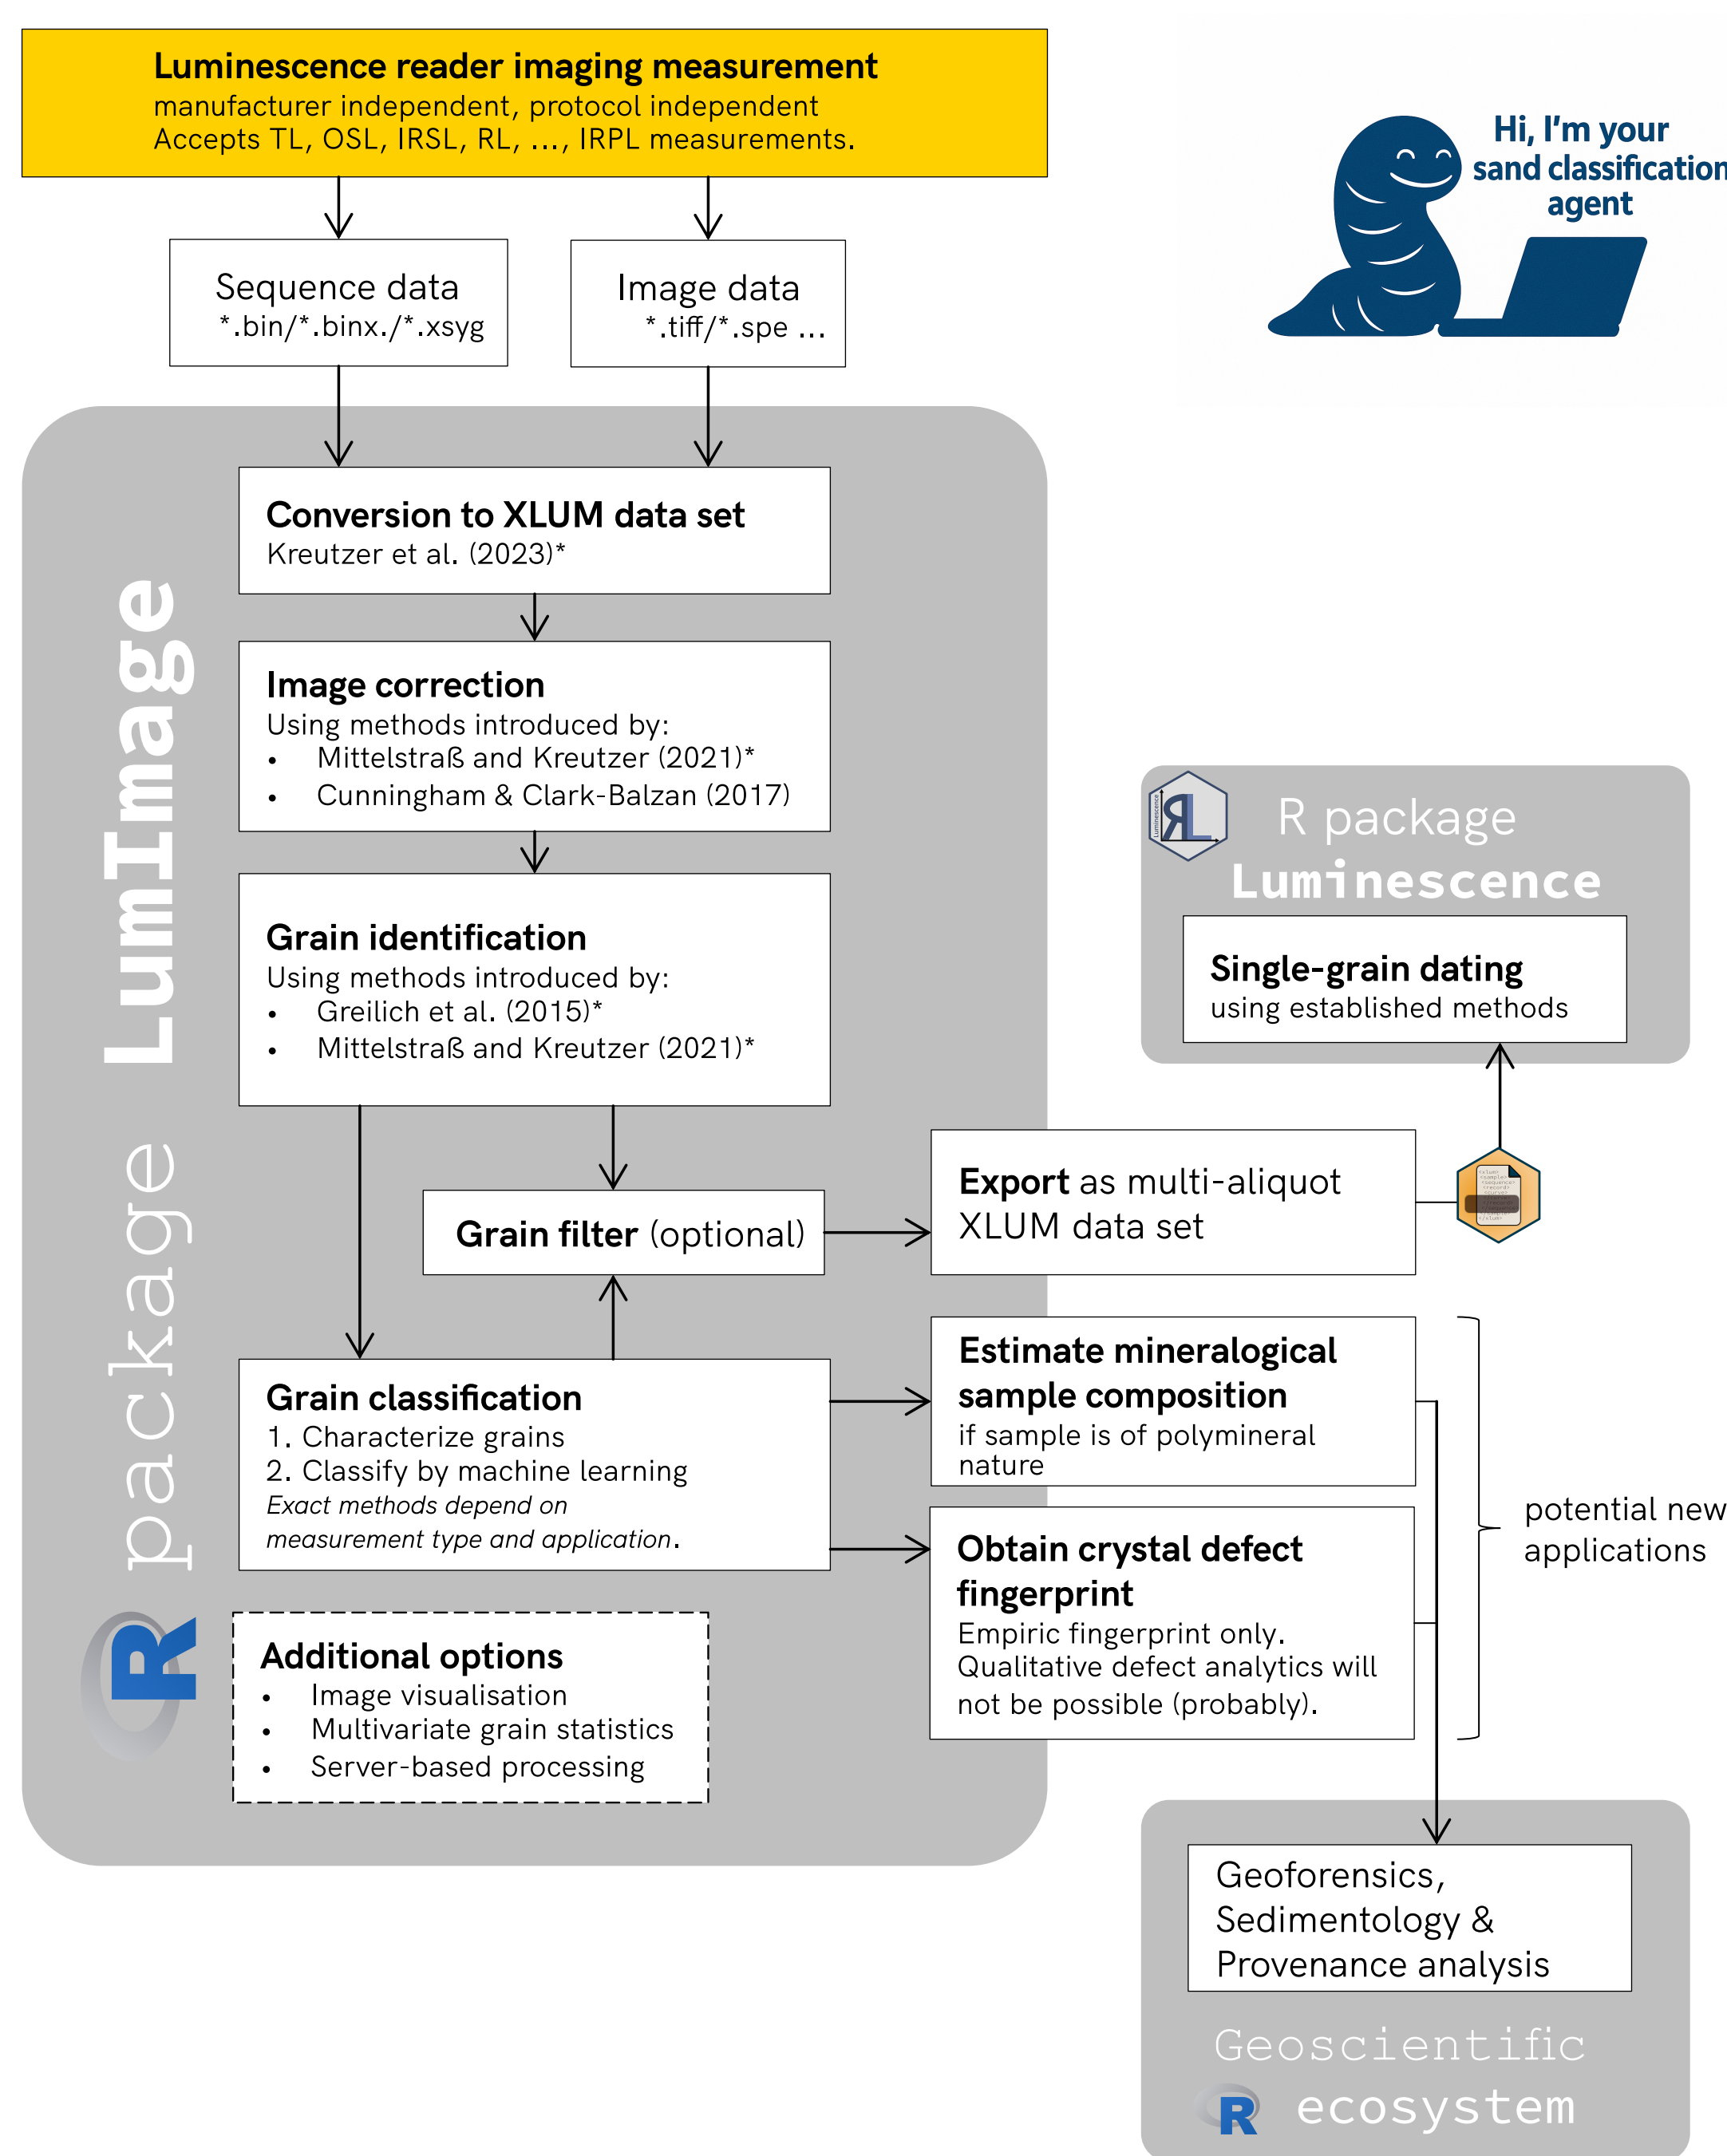 Luminescence reader imaging measurement
manufacturer independent, protocol independent
Accepts TL, OSL, IRSL, RL, ..., IRPL measurements.
Hi, I'm your
sand classification
agent
Sequence data
*.bin/*.binx./*.xsyg
Image data
*.tiff/*.spe ...
R package LumImage
Conversion to XLUM data set
Kreutzer et al. (2023)*
Image correction
Using methods introduced by:
• Mittelstraß and Kreutzer (2021)*
• Cunningham & Clark-Balzan (2017)
Grain identification
Using methods introduced by:
• Greilich et al. (2015)*
• Mittelstraß and Kreutzer (2021)*
Luminescence
RL
R package
Luminescence
Single-grain dating
using established methods
Grain filter (optional)
Export as multi-aliquot
XLUM data set
Grain classification
1. Characterize grains
2. Classify by machine learning
Exact methods depend on
measurement type and application.
Estimate mineralogical
sample composition
if sample is of polymineral
nature
Obtain crystal defect
fingerprint
Empiric fingerprint only.
Qualitative defect analytics will
not be possible (probably).
potential new
applications
Additional options
• Image visualisation
• Multivariate grain statistics
• Server-based processing
Geoforensics,
Sedimentology &
Provenance analysis
Geoscientific
R ecosystem